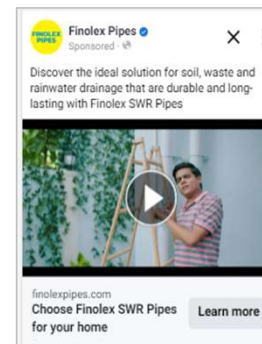 FINOLEX
PIPES
Finolex Pipes
Sponsored ·
Discover the ideal solution for soil, waste and
rainwater drainage that are durable and long-
lasting with Finolex SWR Pipes
finolexpipes.com
Choose Finolex SWR Pipes
for your home
Learn more